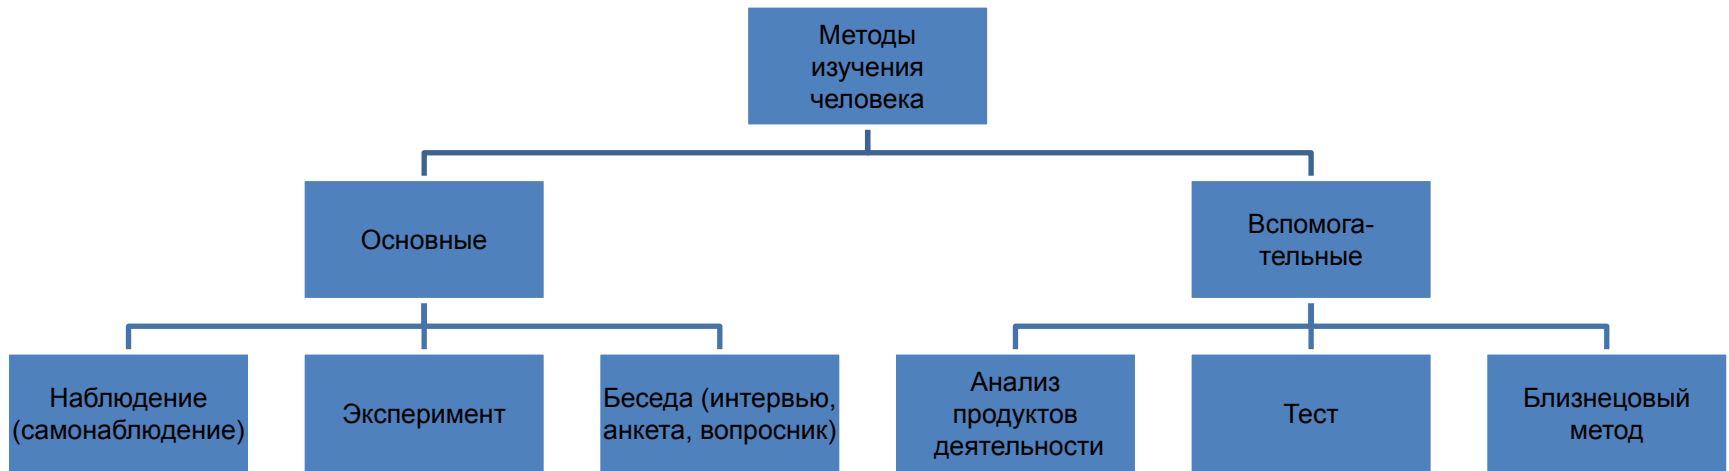 Методы
изучения
человека
Основные
Вспомога-
тельные
Наблюдение
(самонаблюдение)
Эксперимент
Беседа (интервью,
анкета, вопросник)
Анализ
продуктов
деятельности
Тест
Близнецовый
метод